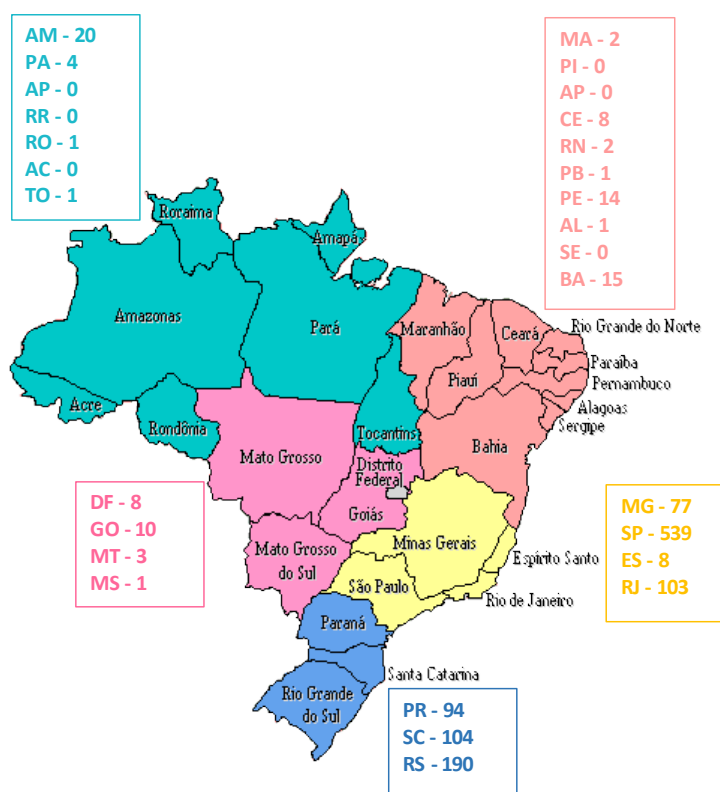 AM - 20
PA - 4
AP - 0
RR - 0
RO - 1
AC - 0
TO - 1
MA - 2
PI - 0
AP - 0
CE - 8
RN - 2
PB - 1
PE - 14
AL - 1
SE - 0
BA - 15
Roraima
Amapá
Amazonas
Pará
Maranhão
Ceará
Rio Grande do Norte
Paraíba
Piauí
Pernambuco
Acre
Alagoas
Rondônia
Tocantins
Sergipe
Bahia
Mato Grosso
Distrito
Federal
Goiás
DF - 8
GO - 10
MT - 3
MS - 1
MG - 77
SP - 539
ES - 8
RJ - 103
Mato Grosso
do Sul
Minas Gerais
Espírito Santo
São Paulo
Rio de Janeiro
Paraná
Santa Catarina
Rio Grande
do Sul
PR - 94
SC - 104
RS - 190